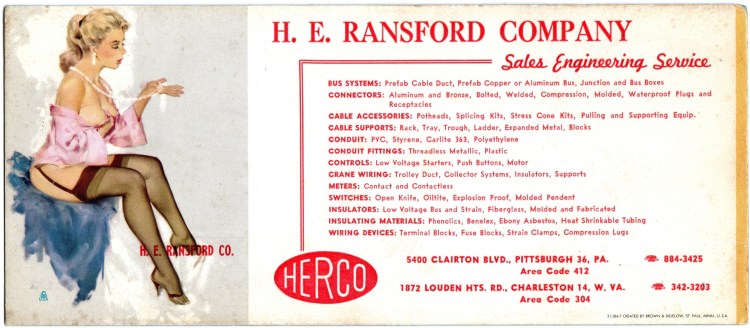 H. E. RANSFORD COMPANY
Sales Engineering Service
BUS SYSTEMS: Prefab Cable Duct, Prefab Copper or Aluminum Bus, Junction and Bus Boxes
CONNECTORS: Aluminum and Bronze, Bolted, Welded, Compression, Molded, Waterproof Plugs and
Receptacles
CABLE ACCESSORIES: Potheads, Splicing Kits, Stress Cone Kits, Pulling and Supporting Equip.
CABLE SUPPORTS: Rack, Tray, Trough, Ladder, Expanded Metal, Blocks
CONDUIT: PVC, Styrene, Carlite 363, Polyethylene
CONDUIT FITTINGS: Threadless Metallic, Plastic
CONTROLS: Low Voltage Starters, Push Buttons, Motor
CRANE WIRING: Trolley Duct, Collector Systems, Insulators, Supports
METERS: Contact and Contactless
SWITCHES: Open Knife, Oiltite, Explosion Proof, Molded Pendent
INSULATORS: Low Voltage Bus and Strain, Fiberglass, Molded and Fabricated
INSULATING MATERIALS: Phenolics, Benelex, Ebony Asbestos, Heat Shrinkable Tubing
WIRING DEVICES: Terminal Blocks, Fuse Blocks, Strain Clamps, Compression Lugs
H. E. RANSFORD CO.
HERCO
5400 CLAIRTON BLVD., PITTSBURGH 36, PA. ☎ 884-3425
Area Code 412
1872 LOUDEN HTS. RD., CHARLESTON 14, W. VA. ☎ 342-3203
Area Code 304
CREATED BY BROWN & BIGELOW, ST. PAUL, MINN., U.S.A.